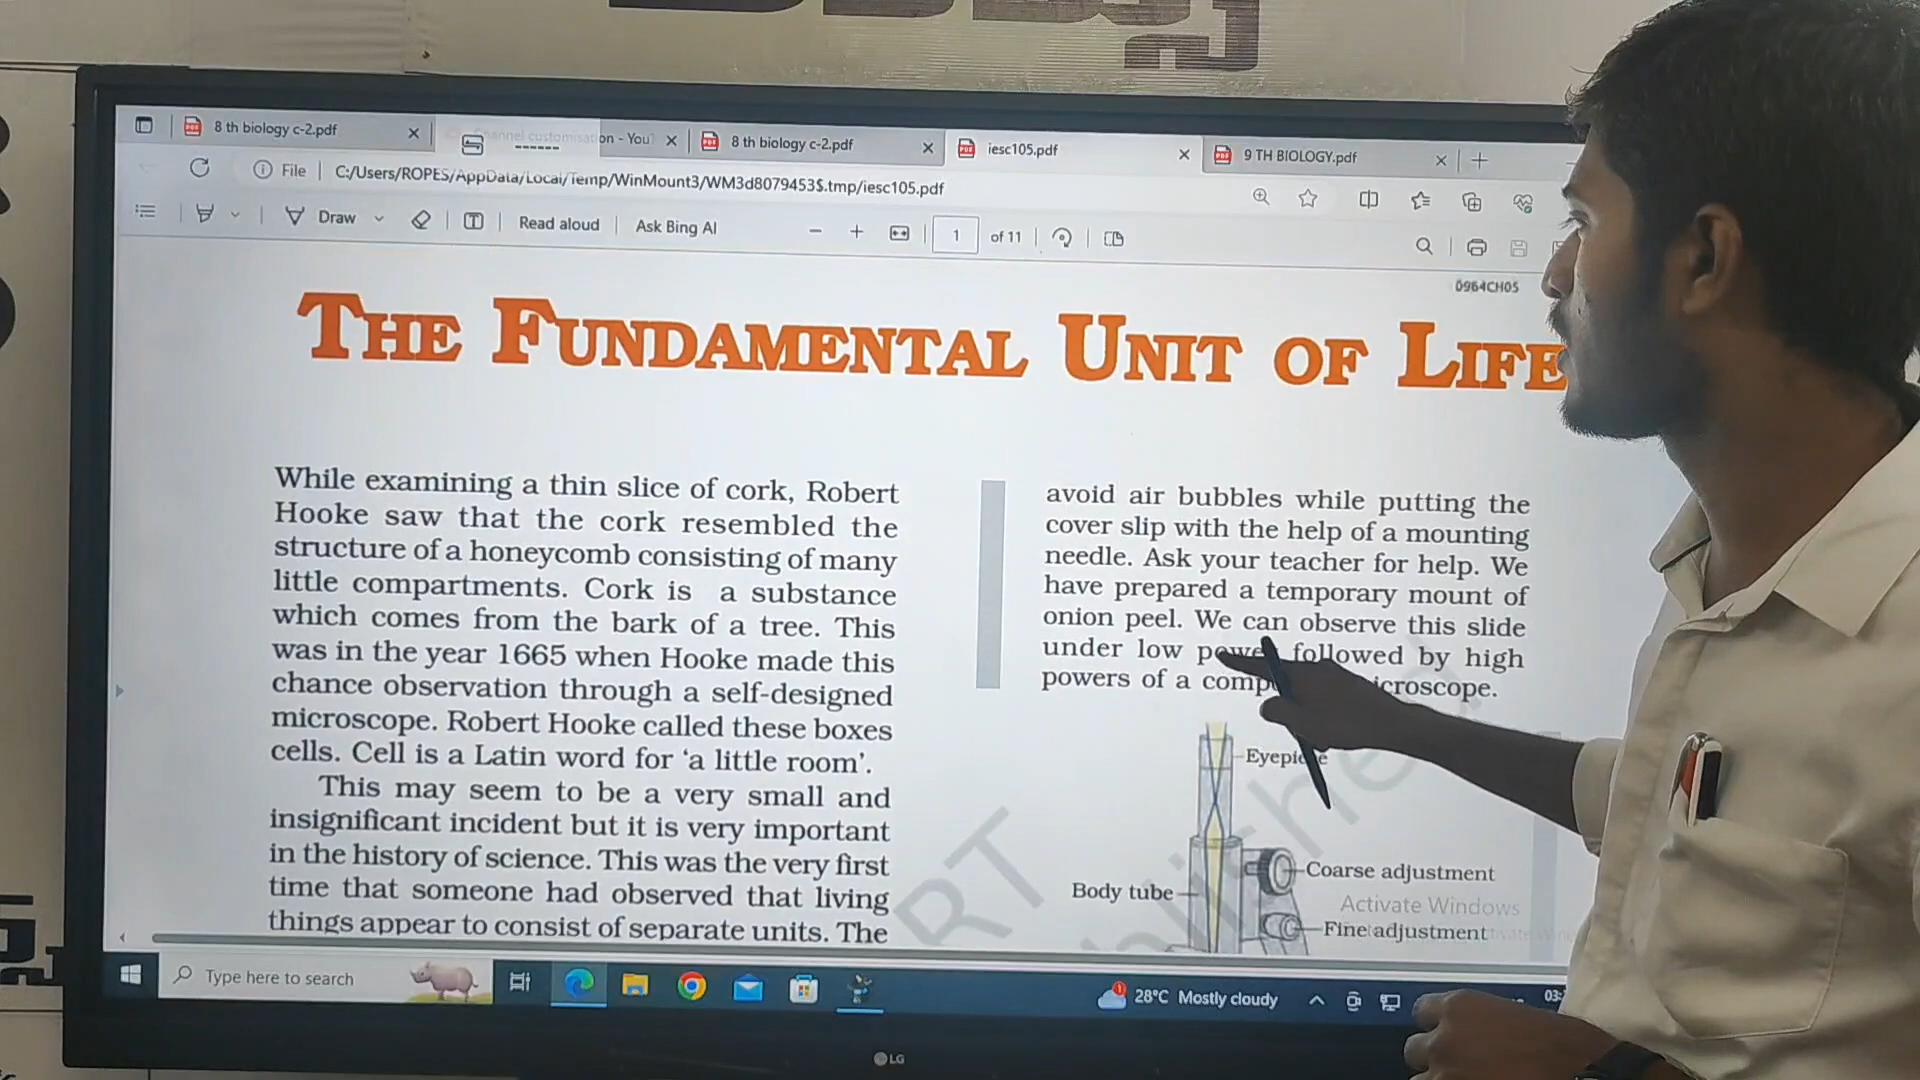 8 th biology c-2.pdf
Channel customisation - You
8 th biology c-2.pdf
iesc105.pdf
9 TH BIOLOGY.pdf
File
C:/Users/ROPES/AppData/Local/Temp/WinMount3/WM3d8079453$.tmp/iesc105.pdf
Draw
Read aloud
Ask Bing AI
1 of 11
0964CH05
THE FUNDAMENTAL UNIT OF LIFE
While examining a thin slice of cork, Robert
Hooke saw that the cork resembled the
structure of a honeycomb consisting of many
little compartments. Cork is a substance
which comes from the bark of a tree. This
was in the year 1665 when Hooke made this
chance observation through a self-designed
microscope. Robert Hooke called these boxes
cells. Cell is a Latin word for ‘a little room’.
This may seem to be a very small and
insignificant incident but it is very important
in the history of science. This was the very first
time that someone had observed that living
things appear to consist of separate units. The
avoid air bubbles while putting the
cover slip with the help of a mounting
needle. Ask your teacher for help. We
have prepared a temporary mount of
onion peel. We can observe this slide
under low power followed by high
powers of a microscope.
Eyepiece
Coarse adjustment
Body tube
Activate Windows
Fine adjustment
Type here to search
28°C Mostly cloudy
03:
LG